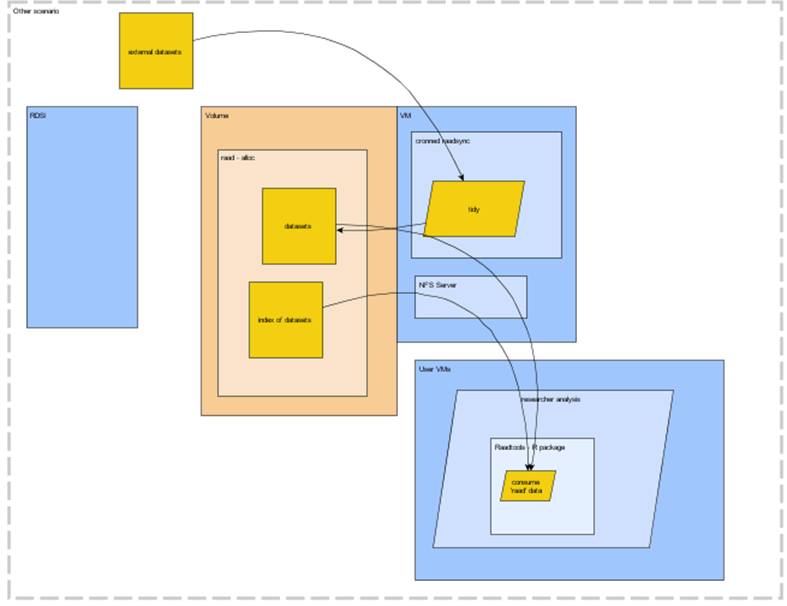 Other scenario
external datasets
RDSI
Volume
VM
cronned raadsync
raad - alloc
tidy
datasets
NFS Server
index of datasets
User VMs
researcher analysis
Raadtools - R package
consume
'raad' data